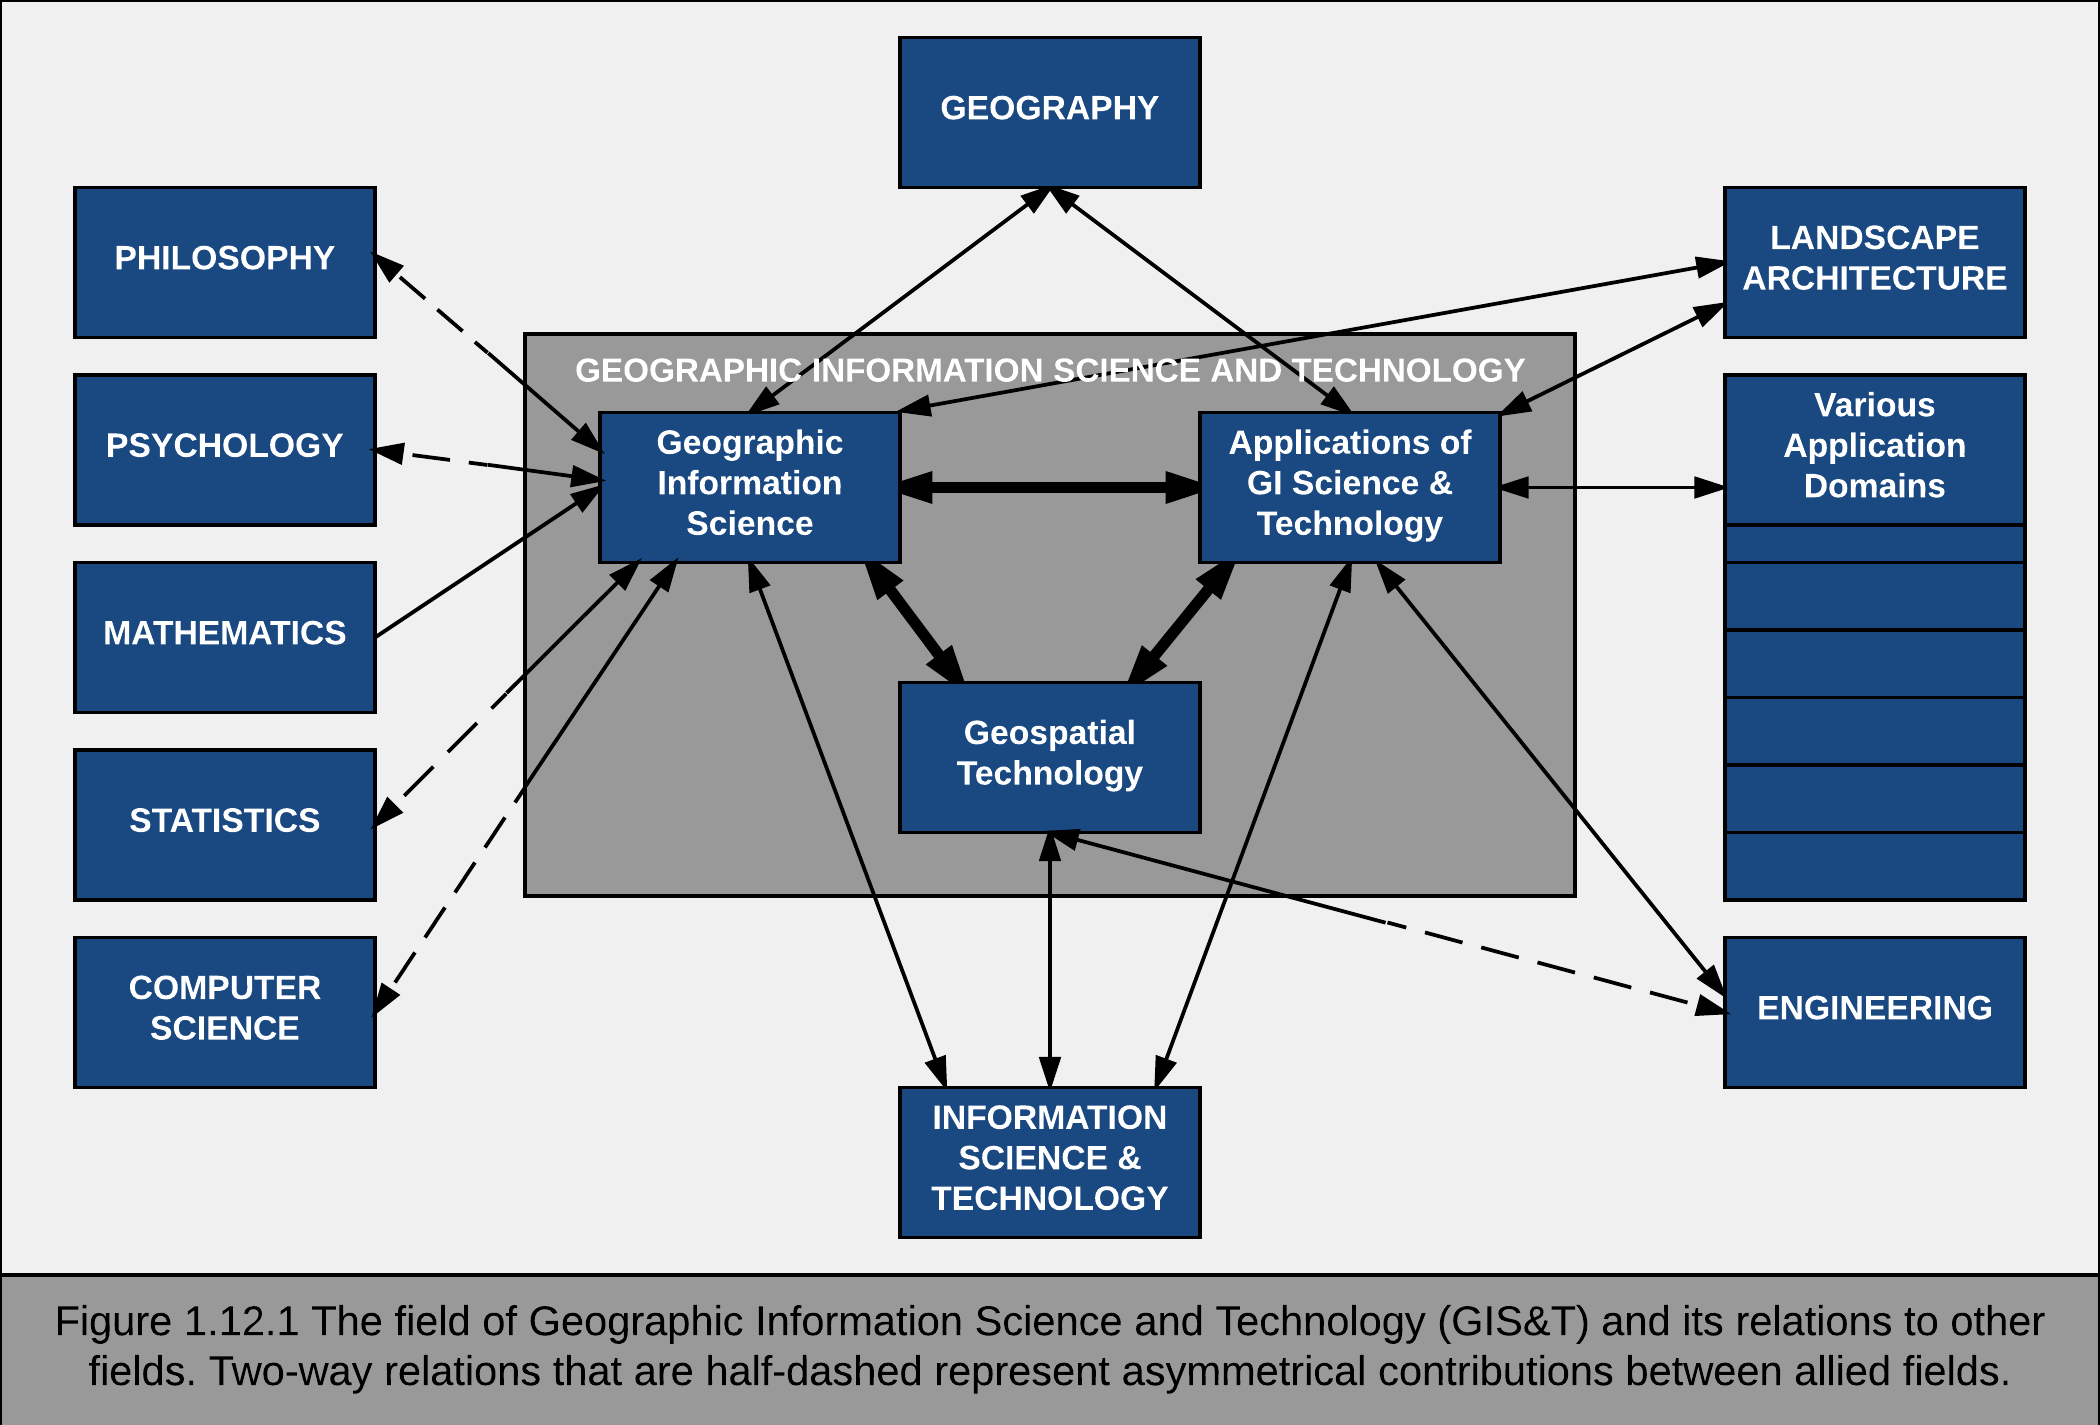 GEOGRAPHY
PHILOSOPHY
LANDSCAPE
ARCHITECTURE
GEOGRAPHIC INFORMATION SCIENCE AND TECHNOLOGY
PSYCHOLOGY
Geographic
Information
Science
Applications of
GI Science &
Technology
Various
Application
Domains
MATHEMATICS
Geospatial
Technology
STATISTICS
COMPUTER
SCIENCE
ENGINEERING
INFORMATION
SCIENCE &
TECHNOLOGY
Figure 1.12.1 The field of Geographic Information Science and Technology (GIS&T) and its relations to other
fields. Two-way relations that are half-dashed represent asymmetrical contributions between allied fields.